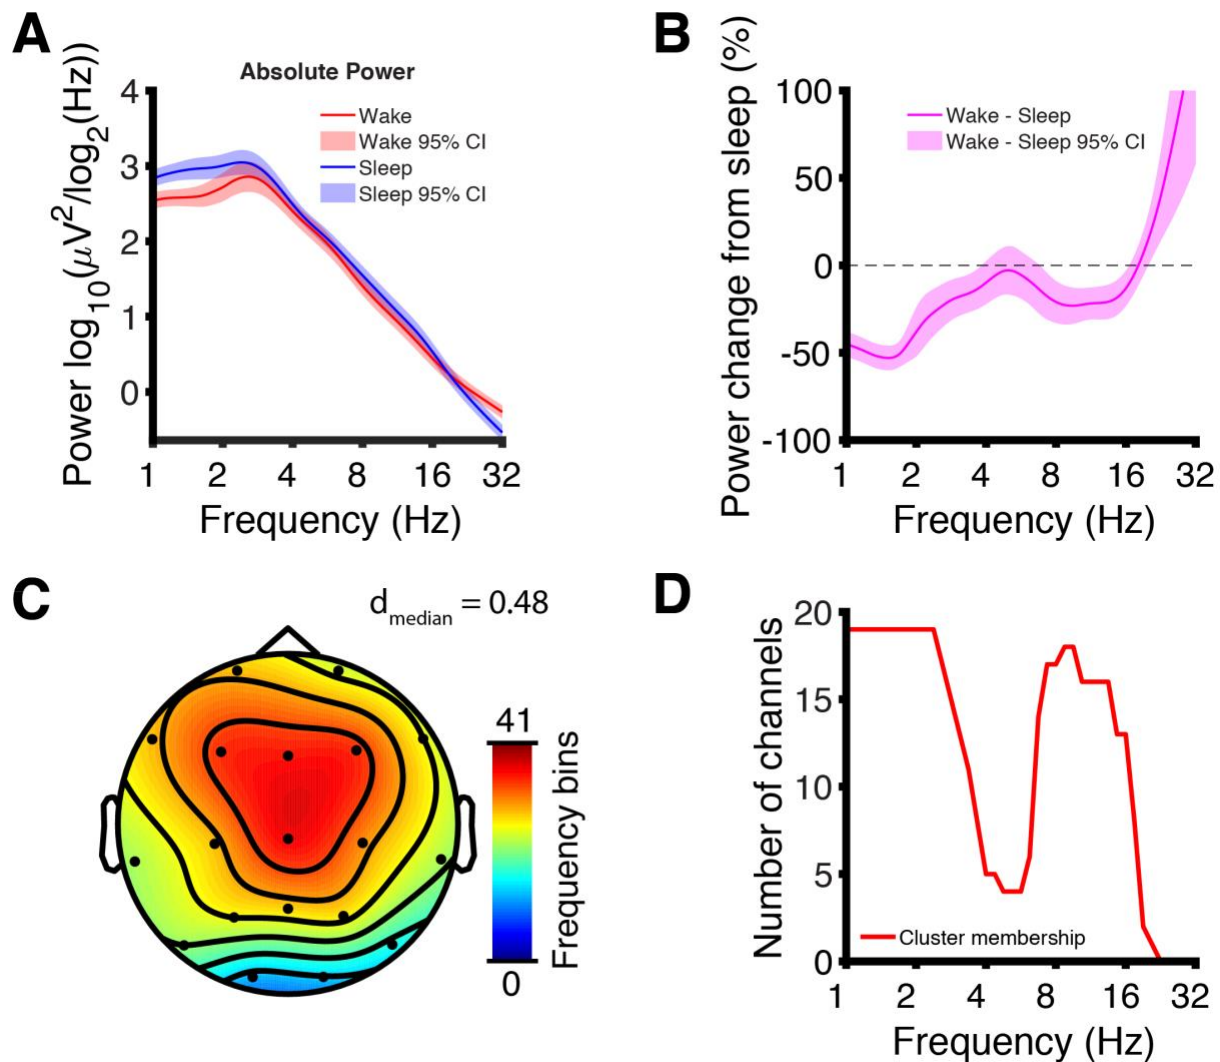 A
Absolute Power
Power log10(μV2/log2(Hz))
4
3
2
1
0
Wake
Wake 95% CI
Sleep
Sleep 95% CI
1 2 4 8 16 32
Frequency (Hz)
B
Power change from sleep (%)
100
50
0
-50
-100
Wake - Sleep
Wake - Sleep 95% CI
1 2 4 8 16 32
Frequency (Hz)
C
dmedian = 0.48
41
0
Frequency bins
D
Number of channels
20
15
10
5
0
Cluster membership
1 2 4 8 16 32
Frequency (Hz)